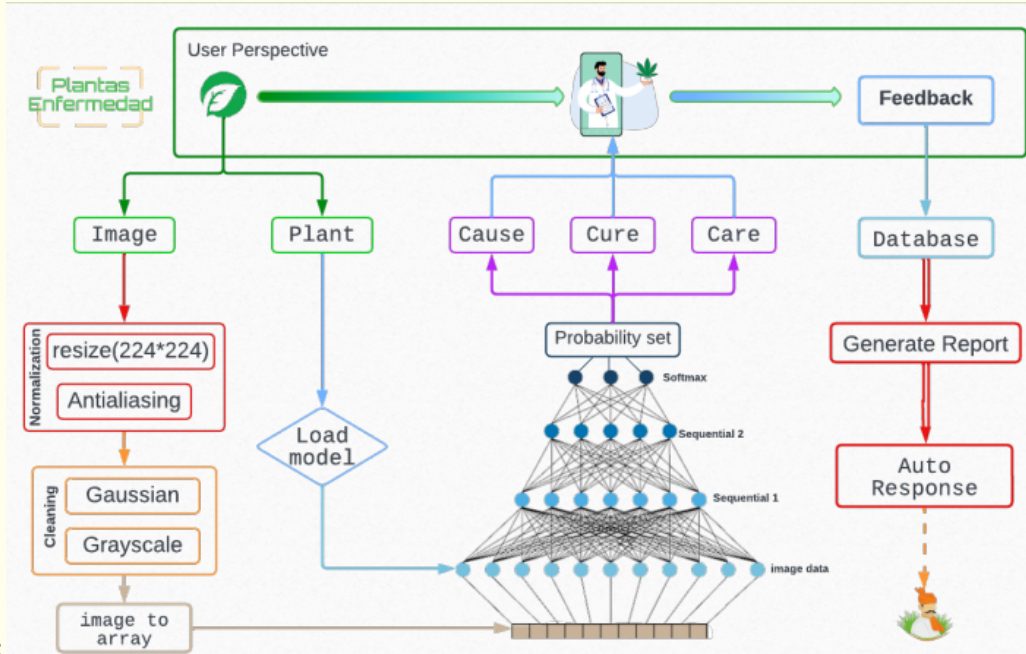 User Perspective
Plantas
Enfermedad
Feedback
Image
Plant
Cause
Cure
Care
Database
Normalization
resize(224*224)
Antialiasing
Probability set
Softmax
Generate Report
Load
model
Sequential 2
Cleaning
Gaussian
Grayscale
Sequential 1
Auto
Response
image data
image to
array